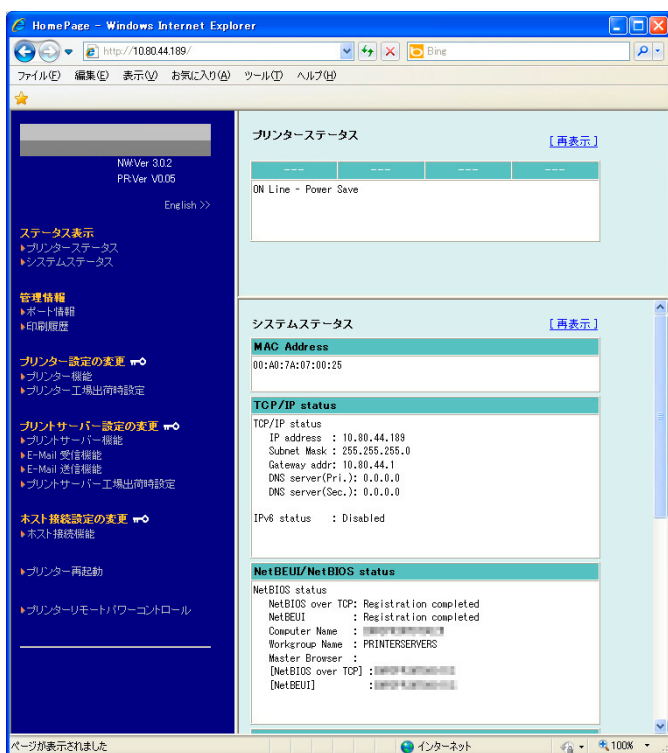 HomePage - Windows Internet Explorer
http://10.80.44.189/
Bing
ファイル(F) 編集(E) 表示(V) お気に入り(A) ツール(T) ヘルプ(H)
NW:Ver 3.0.2
PR:Ver V0.05
English >>
ステータス表示
プリンターステータス
システムステータス
管理情報
ポート情報
印刷履歴
プリンター設定の変更
プリンター機能
プリンター工場出荷時設定
プリントサーバー設定の変更
プリントサーバー機能
E-Mail 受信機能
E-Mail 送信機能
プリントサーバー工場出荷時設定
ホスト接続設定の変更
ホスト接続機能
プリンター再起動
プリンターリモートパワーコントロール
プリンターステータス [再表示]
--- --- --- ---
ON Line - Power Save
システムステータス [再表示]
MAC Address
00:A0:7A:07:00:25
TCP/IP status
TCP/IP status
IP address : 10.80.44.189
Subnet Mask : 255.255.255.0
Gateway addr: 10.80.44.1
DNS server(Pri.): 0.0.0.0
DNS server(Sec.): 0.0.0.0
IPv6 status : Disabled
NetBEUI/NetBIOS status
NetBIOS status
NetBIOS over TCP: Registration completed
NetBEUI : Registration completed
Computer Name :
Workgroup Name : PRINTERSERVERS
Master Browser :
[NetBIOS over TCP] :
[NetBEUI] :
ページが表示されました インターネット 100%